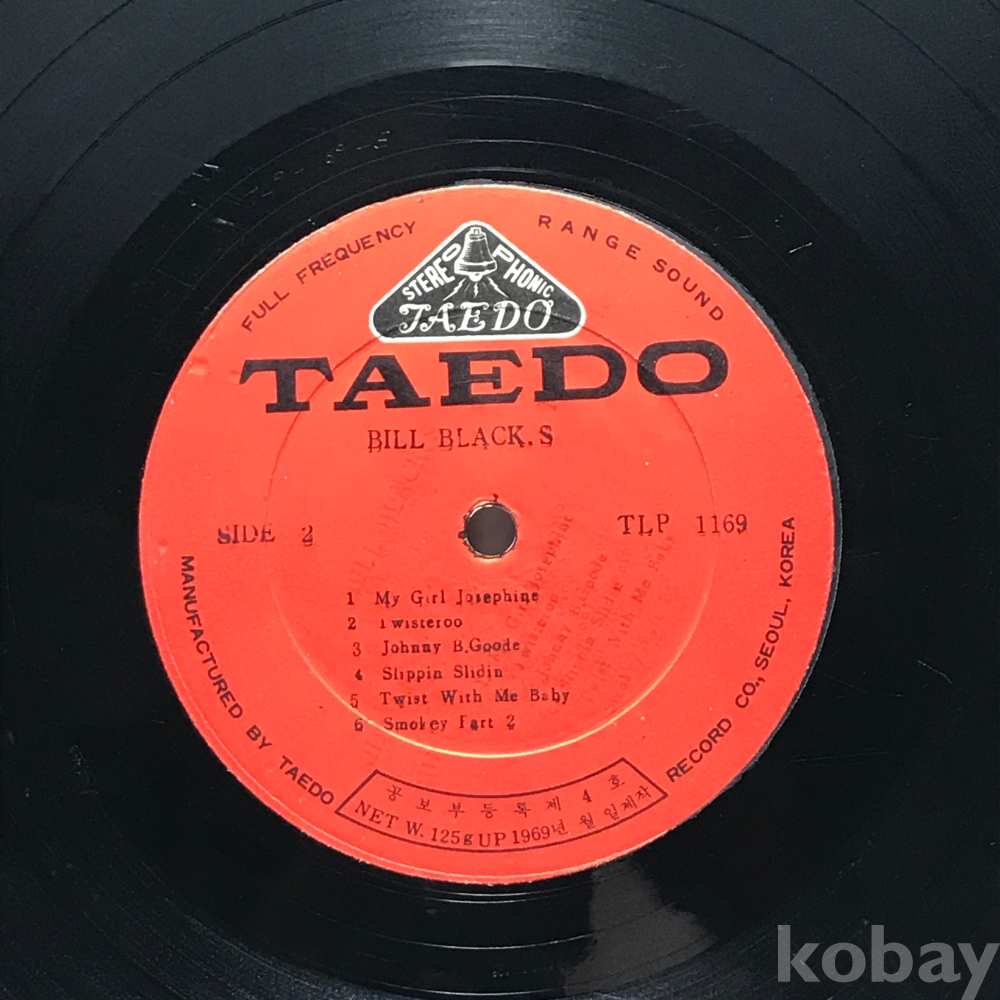 FULL FREQUENCY RANGE SOUND
STEREO PHONIC
TAEDO
TAEDO
BILL BLACK.S
SIDE 2
TLP 1169
1 My Girl Josephine
2 Twisteroo
3 Johnny B.Goode
4 Slippin Slidin
5 Twist With Me Baby
6 Smokey Part 2
MANUFACTURED BY TAEDO RECORD CO., SEOUL, KOREA
공보부등록제 4 호
NET W. 125g UP 1969년 월 일제작
kobay